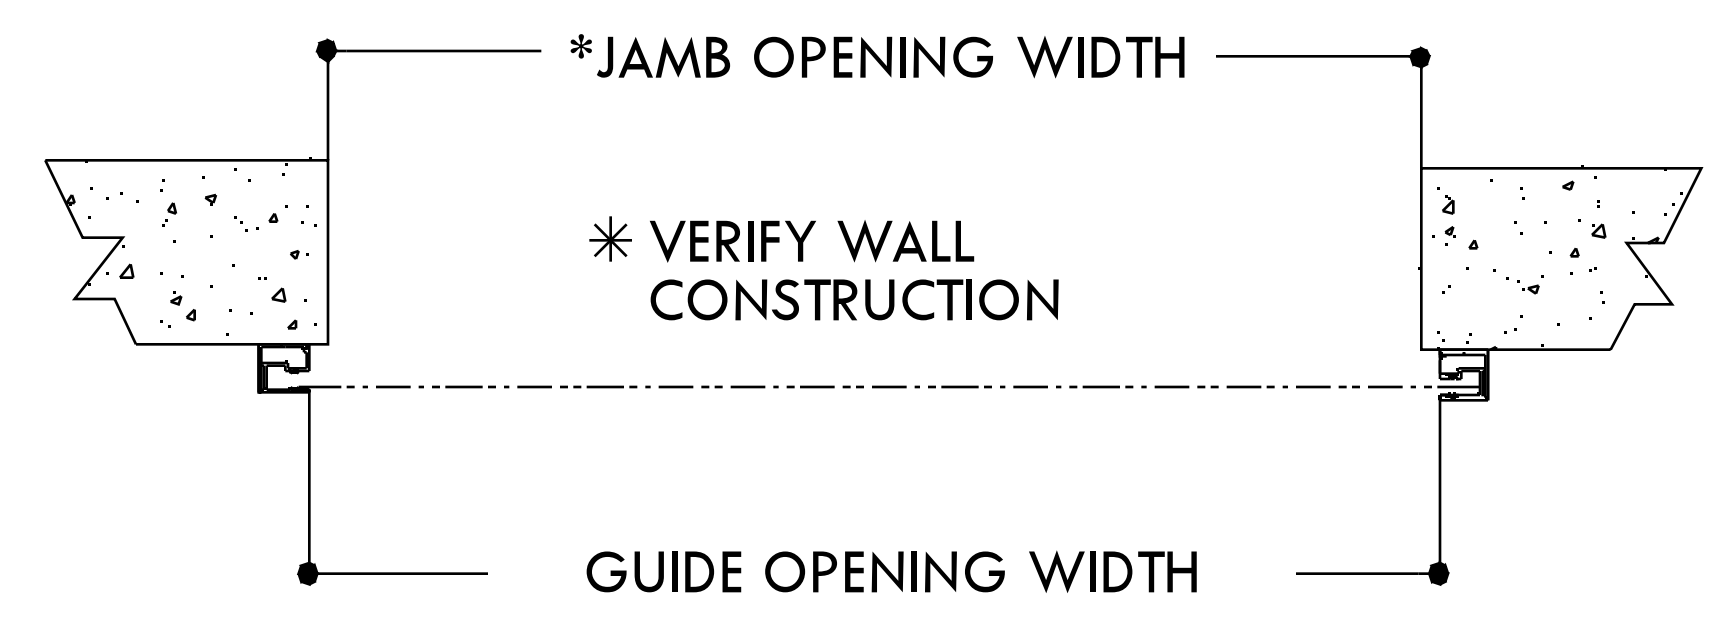 *JAMB OPENING WIDTH
* VERIFY WALL
CONSTRUCTION
GUIDE OPENING WIDTH